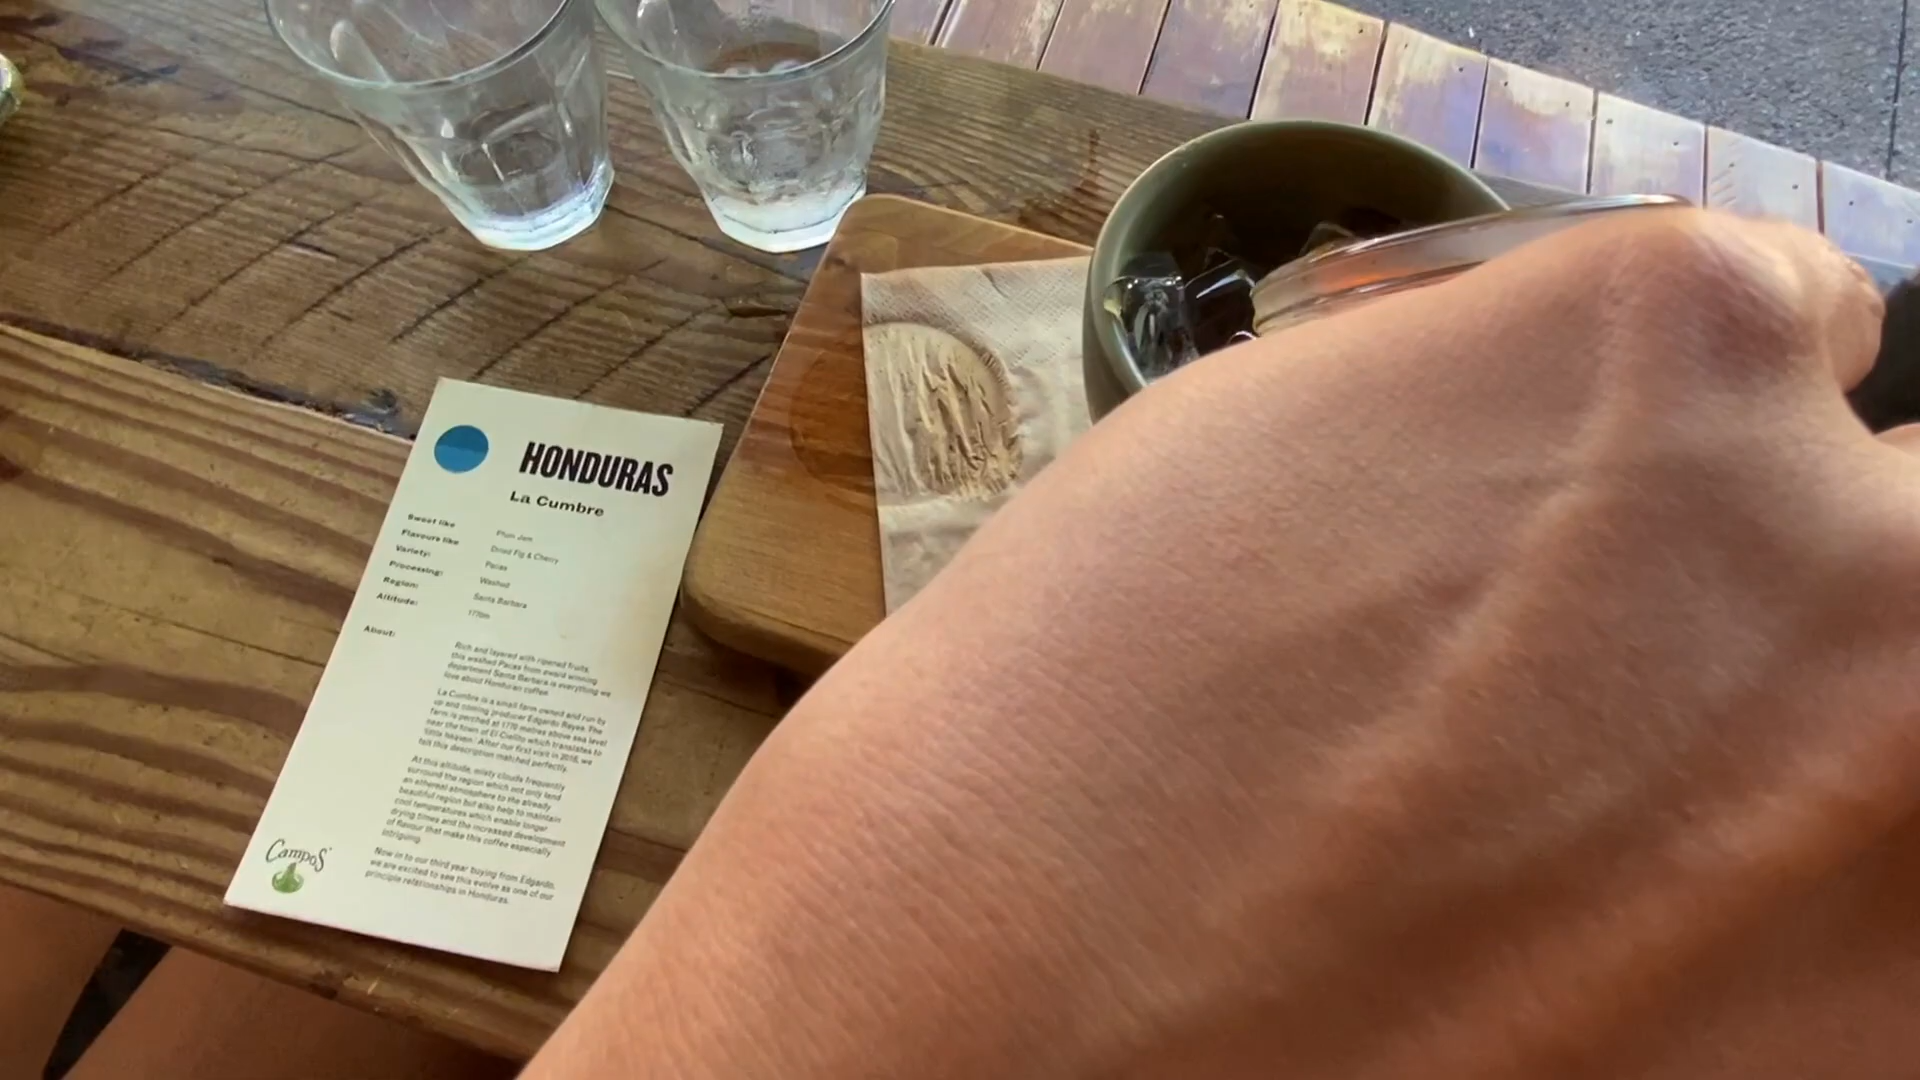 HONDURAS
La Cumbre
Sweet like Plum Jam
Flavours like Dried Fig & Cherry
Variety: Pacas
Processing: Washed
Region: Santa Barbara
Altitude: 1770m
About:
Rich and layered with ripened fruits,
this washed Pacas from award winning
department Santa Barbara is everything we
love about Honduran coffee.
La Cumbre is a small farm owned and run by
up and coming producer Edgardo Reyes. The
farm is perched at 1770 metres above sea level
near the town of El Cielito which translates to
'little heaven.' After our first visit in 2016, we
felt this description matched perfectly.
At this altitude, misty clouds frequently
surround the region which not only lend
an ethereal atmosphere to the already
beautiful region but also help to maintain
cool temperatures which enable longer
drying times and the increased development
of flavour that make this coffee especially
intriguing.
Now in to our third year buying from Edgardo,
we are excited to see this evolve as one of our
principle relationships in Honduras.
Campos